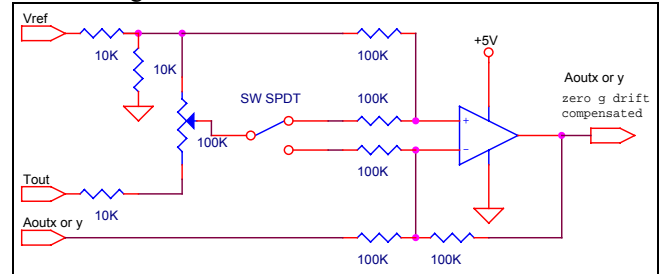 Vref
10K
10K
100K
+5V
Aoutx or y
zero g drift
compensated
SW SPDT
100K
100K
+
100K
−
Tout
10K
Aoutx or y
100K
100K